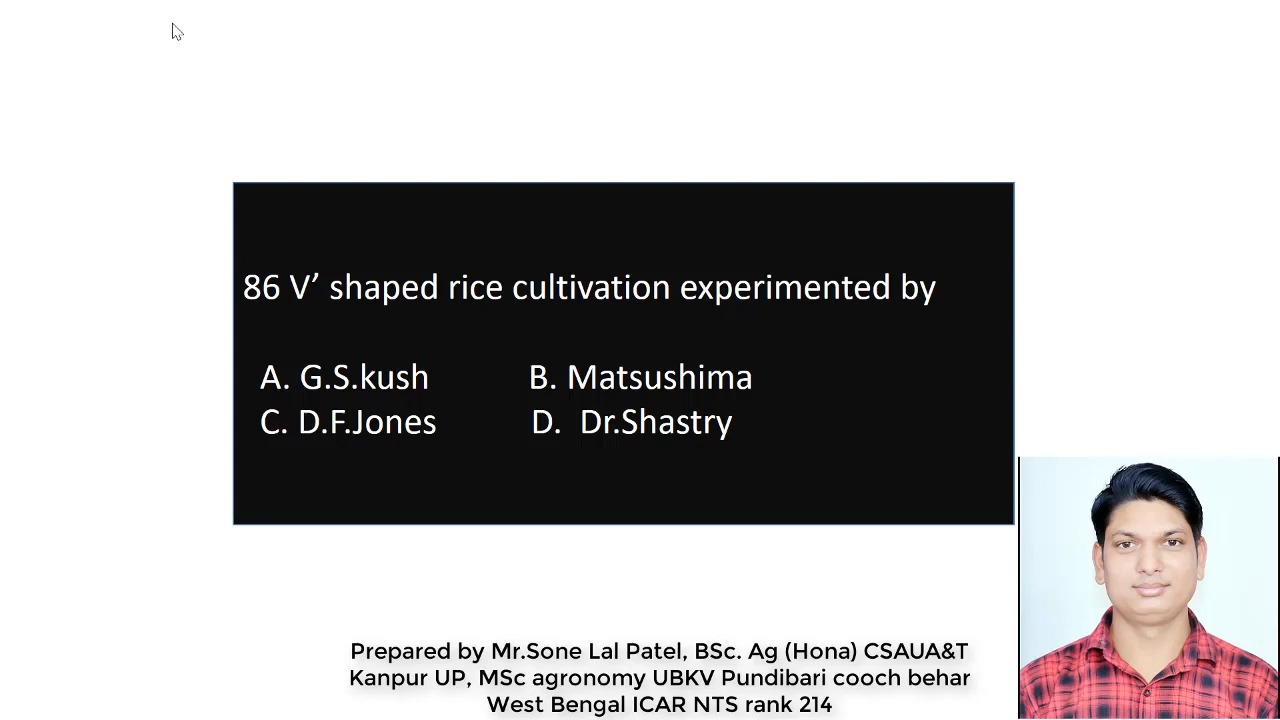 86 V’ shaped rice cultivation experimented by
A. G.S.kush B. Matsushima
C. D.F.Jones D. Dr.Shastry
Prepared by Mr.Sone Lal Patel, BSc. Ag (Hona) CSAUA&T
Kanpur UP, MSc agronomy UBKV Pundibari cooch behar
West Bengal ICAR NTS rank 214